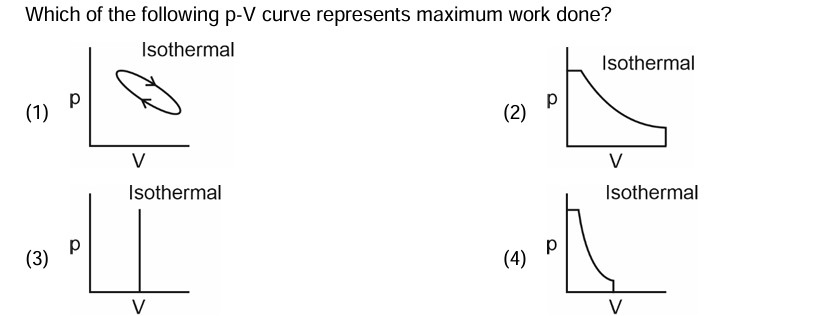 Which of the following p-V curve represents maximum work done?
(1) p Isothermal V
(2) p Isothermal V
(3) p Isothermal V
(4) p Isothermal V